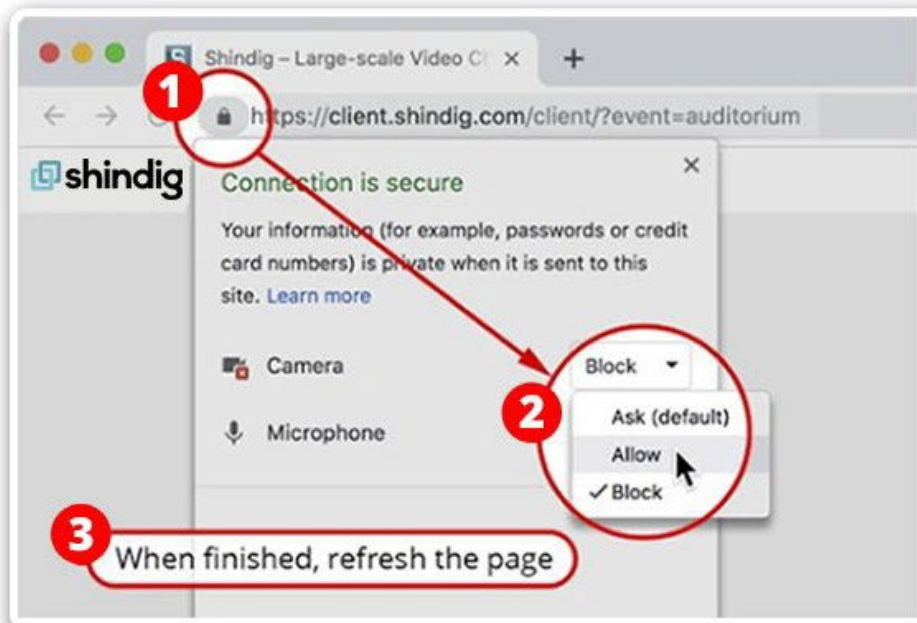 Shindig – Large-scale Video C
1
https://client.shindig.com/client/?event=auditorium
shindig
Connection is secure
Your information (for example, passwords or credit
card numbers) is private when it is sent to this
site. Learn more
Camera
Block
2
Ask (default)
Microphone
Allow
✓ Block
3
When finished, refresh the page